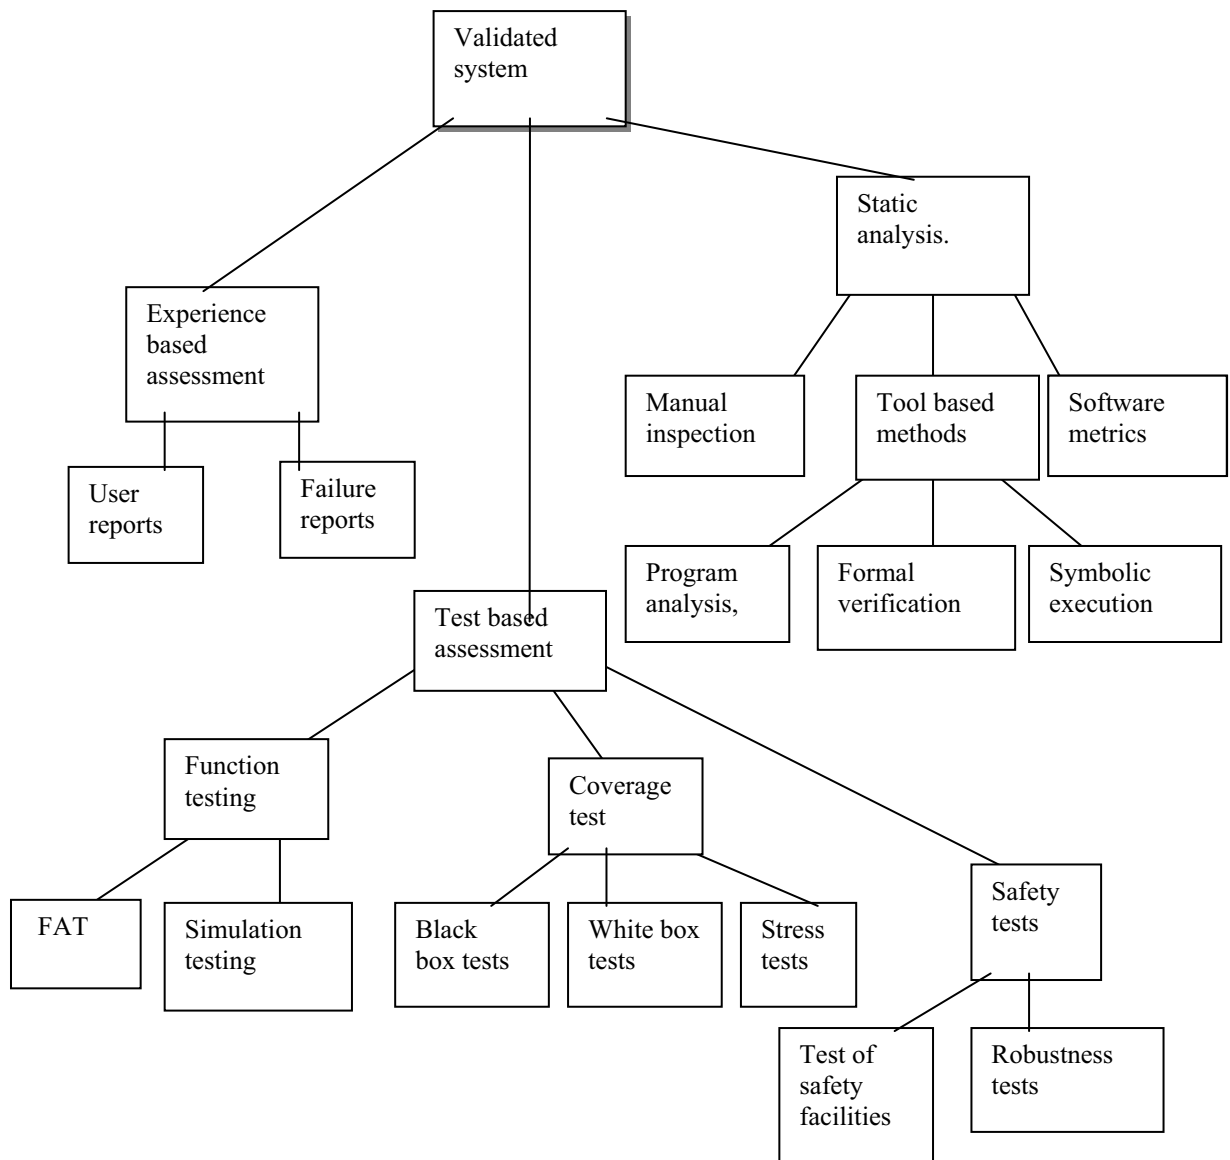 Validated
system
Static
analysis.
Experience
based
assessment
Manual
inspection
Tool based
methods
Software
metrics
User
reports
Failure
reports
Program
analysis,
Formal
verification
Symbolic
execution
Test based
assessment
Function
testing
Coverage
test
Safety
tests
FAT
Simulation
testing
Black
box tests
White box
tests
Stress
tests
Test of
safety
facilities
Robustness
tests